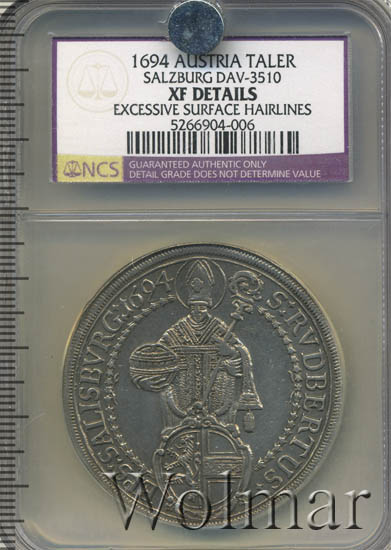 1694 AUSTRIA TALER
SALZBURG DAV-3510
XF DETAILS
EXCESSIVE SURFACE HAIRLINES
5266904-006
NCS
GUARANTEED AUTHENTIC ONLY
DETAIL GRADE DOES NOT DETERMINE VALUE
S:RVDBERTVS
SALISBVRG:1694
Wolmar